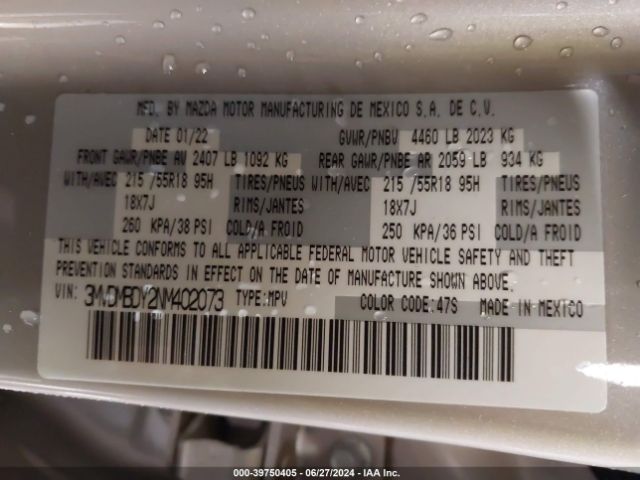 MFD. BY MAZDA MOTOR MANUFACTURING DE MEXICO S.A. DE C.V.
DATE 01/22 GVWR/PNBV 4460 LB 2023 KG
FRONT GAWR/PNBE AV 2407 LB 1092 KG REAR GAWR/PNBE AR 2059 LB 934 KG
WITH/AVEC 215 /55R18 95H TIRES/PNEUS WITH/AVEC 215 /55R18 95H TIRES/PNEUS
18X7J RIMS/JANTES 18X7J RIMS/JANTES
260 KPA/38 PSI COLD/A FROID 250 KPA/36 PSI COLD/A FROID
THIS VEHICLE CONFORMS TO ALL APPLICABLE FEDERAL MOTOR VEHICLE SAFETY AND THEFT
PREVENTION STANDARDS IN EFFECT ON THE DATE OF MANUFACTURE SHOWN ABOVE.
VIN: 3MVDMBDY2NM402073 TYPE:MPV COLOR CODE:47S MADE-IN-MEXICO
000-39750405 - 06/27/2024 - IAA Inc.